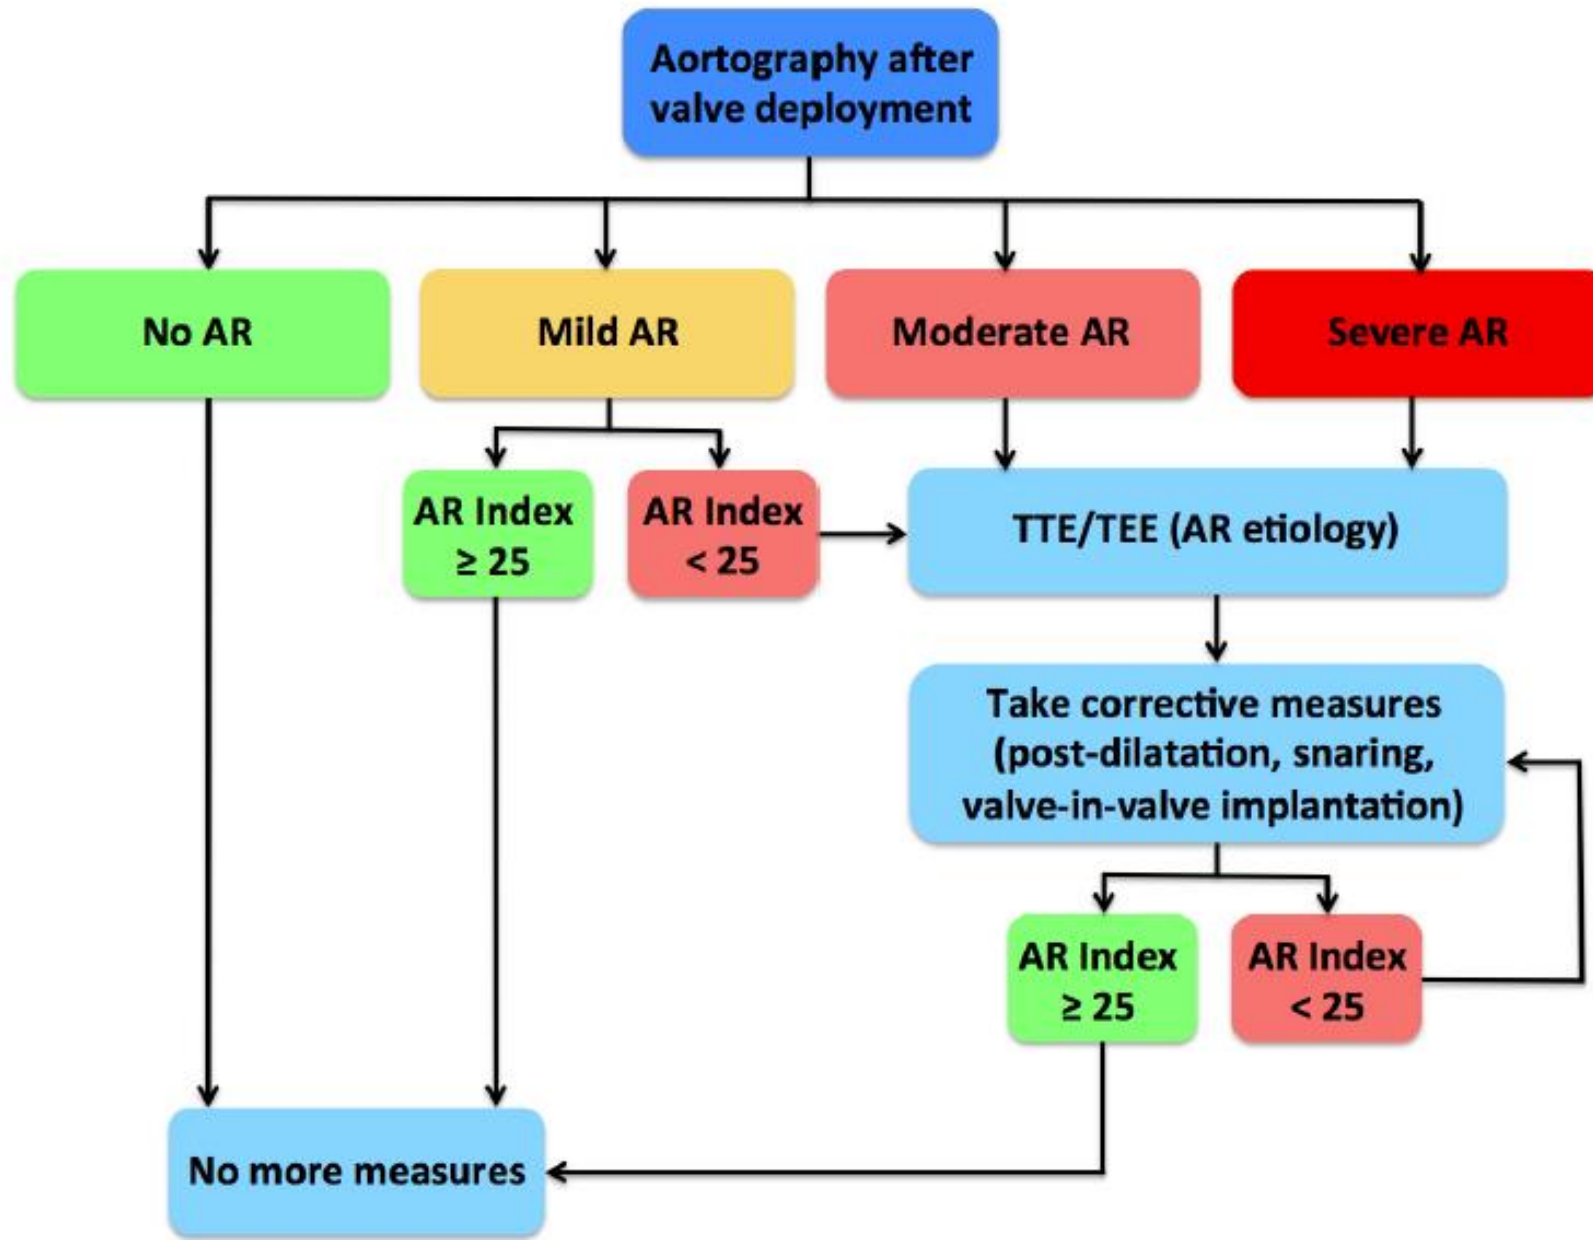 Aortography after
valve deployment
No AR
Mild AR
Moderate AR
Severe AR
AR Index
≥ 25
AR Index
< 25
TTE/TEE (AR etiology)
Take corrective measures
(post-dilatation, snaring,
valve-in-valve implantation)
AR Index
≥ 25
AR Index
< 25
No more measures